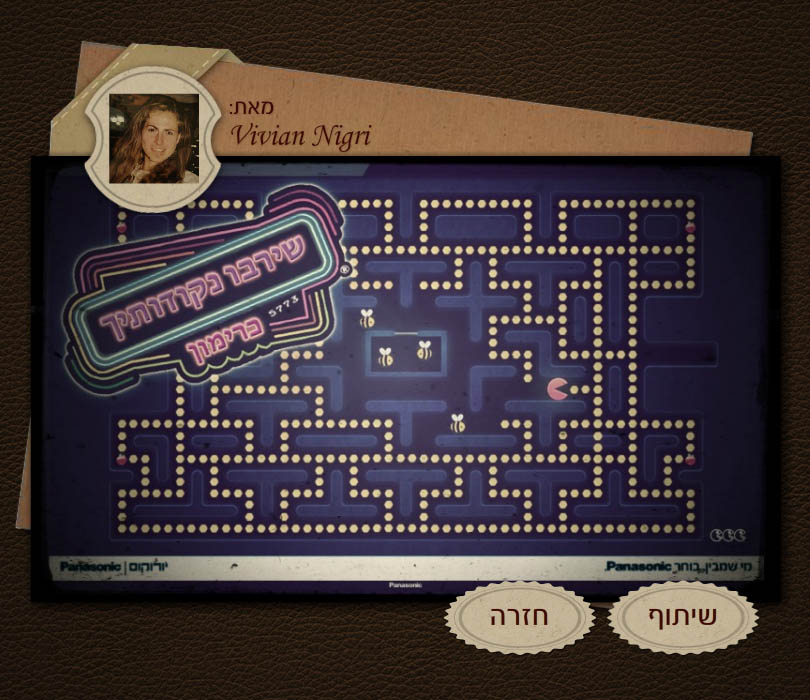 מאת:
Vivian Nigri
שירבו נקודותיך
®
5773
כרימון
Panasonic | יורוקום
מי שמבין, בוחר Panasonic.
Panasonic
חזרה
שיתוף